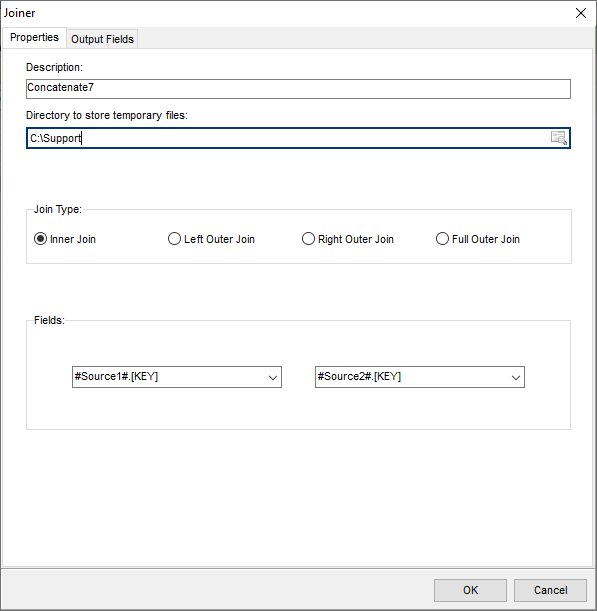 Joiner
Properties
Output Fields
Description:
Concatenate7
Directory to store temporary files:
C:\Support
Join Type:
Inner Join
Left Outer Join
Right Outer Join
Full Outer Join
Fields:
#Source1#.[KEY]
#Source2#.[KEY]
OK
Cancel